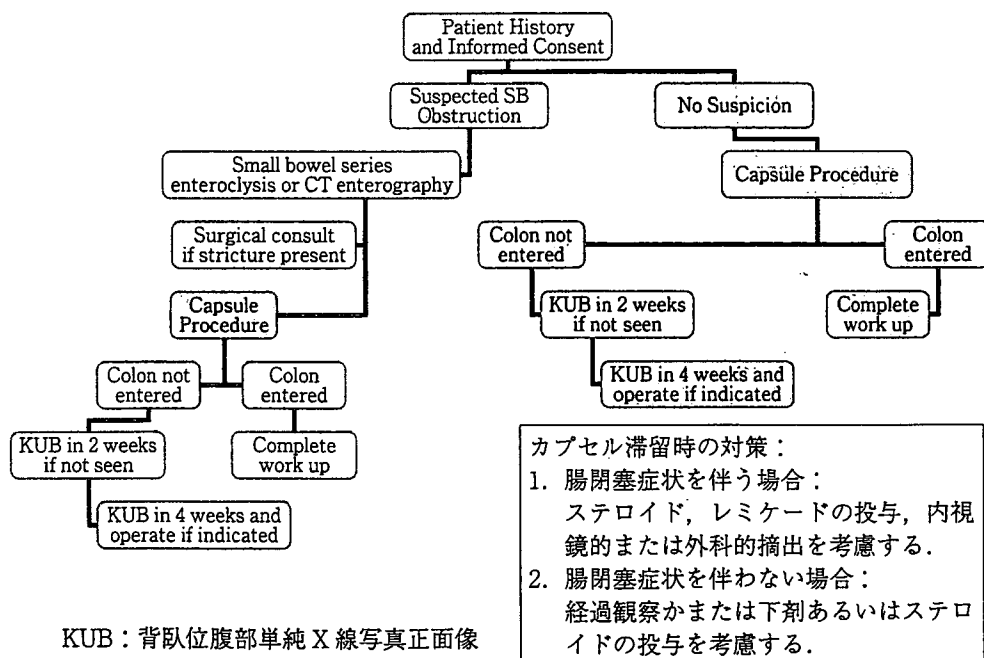 Patient History
and Informed Consent
Suspected SB
Obstruction
No Suspicion
Small bowel series
enteroclysis or CT enterography
Capsule Procedure
Surgical consult
if stricture present
Colon not
entered
Colon
entered
Capsule
Procedure
KUB in 2 weeks
if not seen
Complete
work up
Colon not
entered
Colon
entered
KUB in 4 weeks and
operate if indicated
KUB in 2 weeks
if not seen
Complete
work up
KUB in 4 weeks and
operate if indicated
カプセル滞留時の対策：
1. 腸閉塞症状を伴う場合：
ステロイド，レミケードの投与，内視
鏡的または外科的摘出を考慮する．
2. 腸閉塞症状を伴わない場合：
経過観察かまたは下剤あるいはステロ
イドの投与を考慮する．
KUB：背臥位腹部単純X線写真正面像